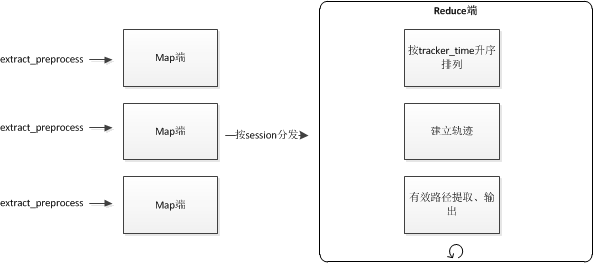 Reduce端
extract_preprocess
Map端
按tracker_time升序
排列
extract_preprocess
Map端
按session分发
建立轨迹
extract_preprocess
Map端
有效路径提取、输
出